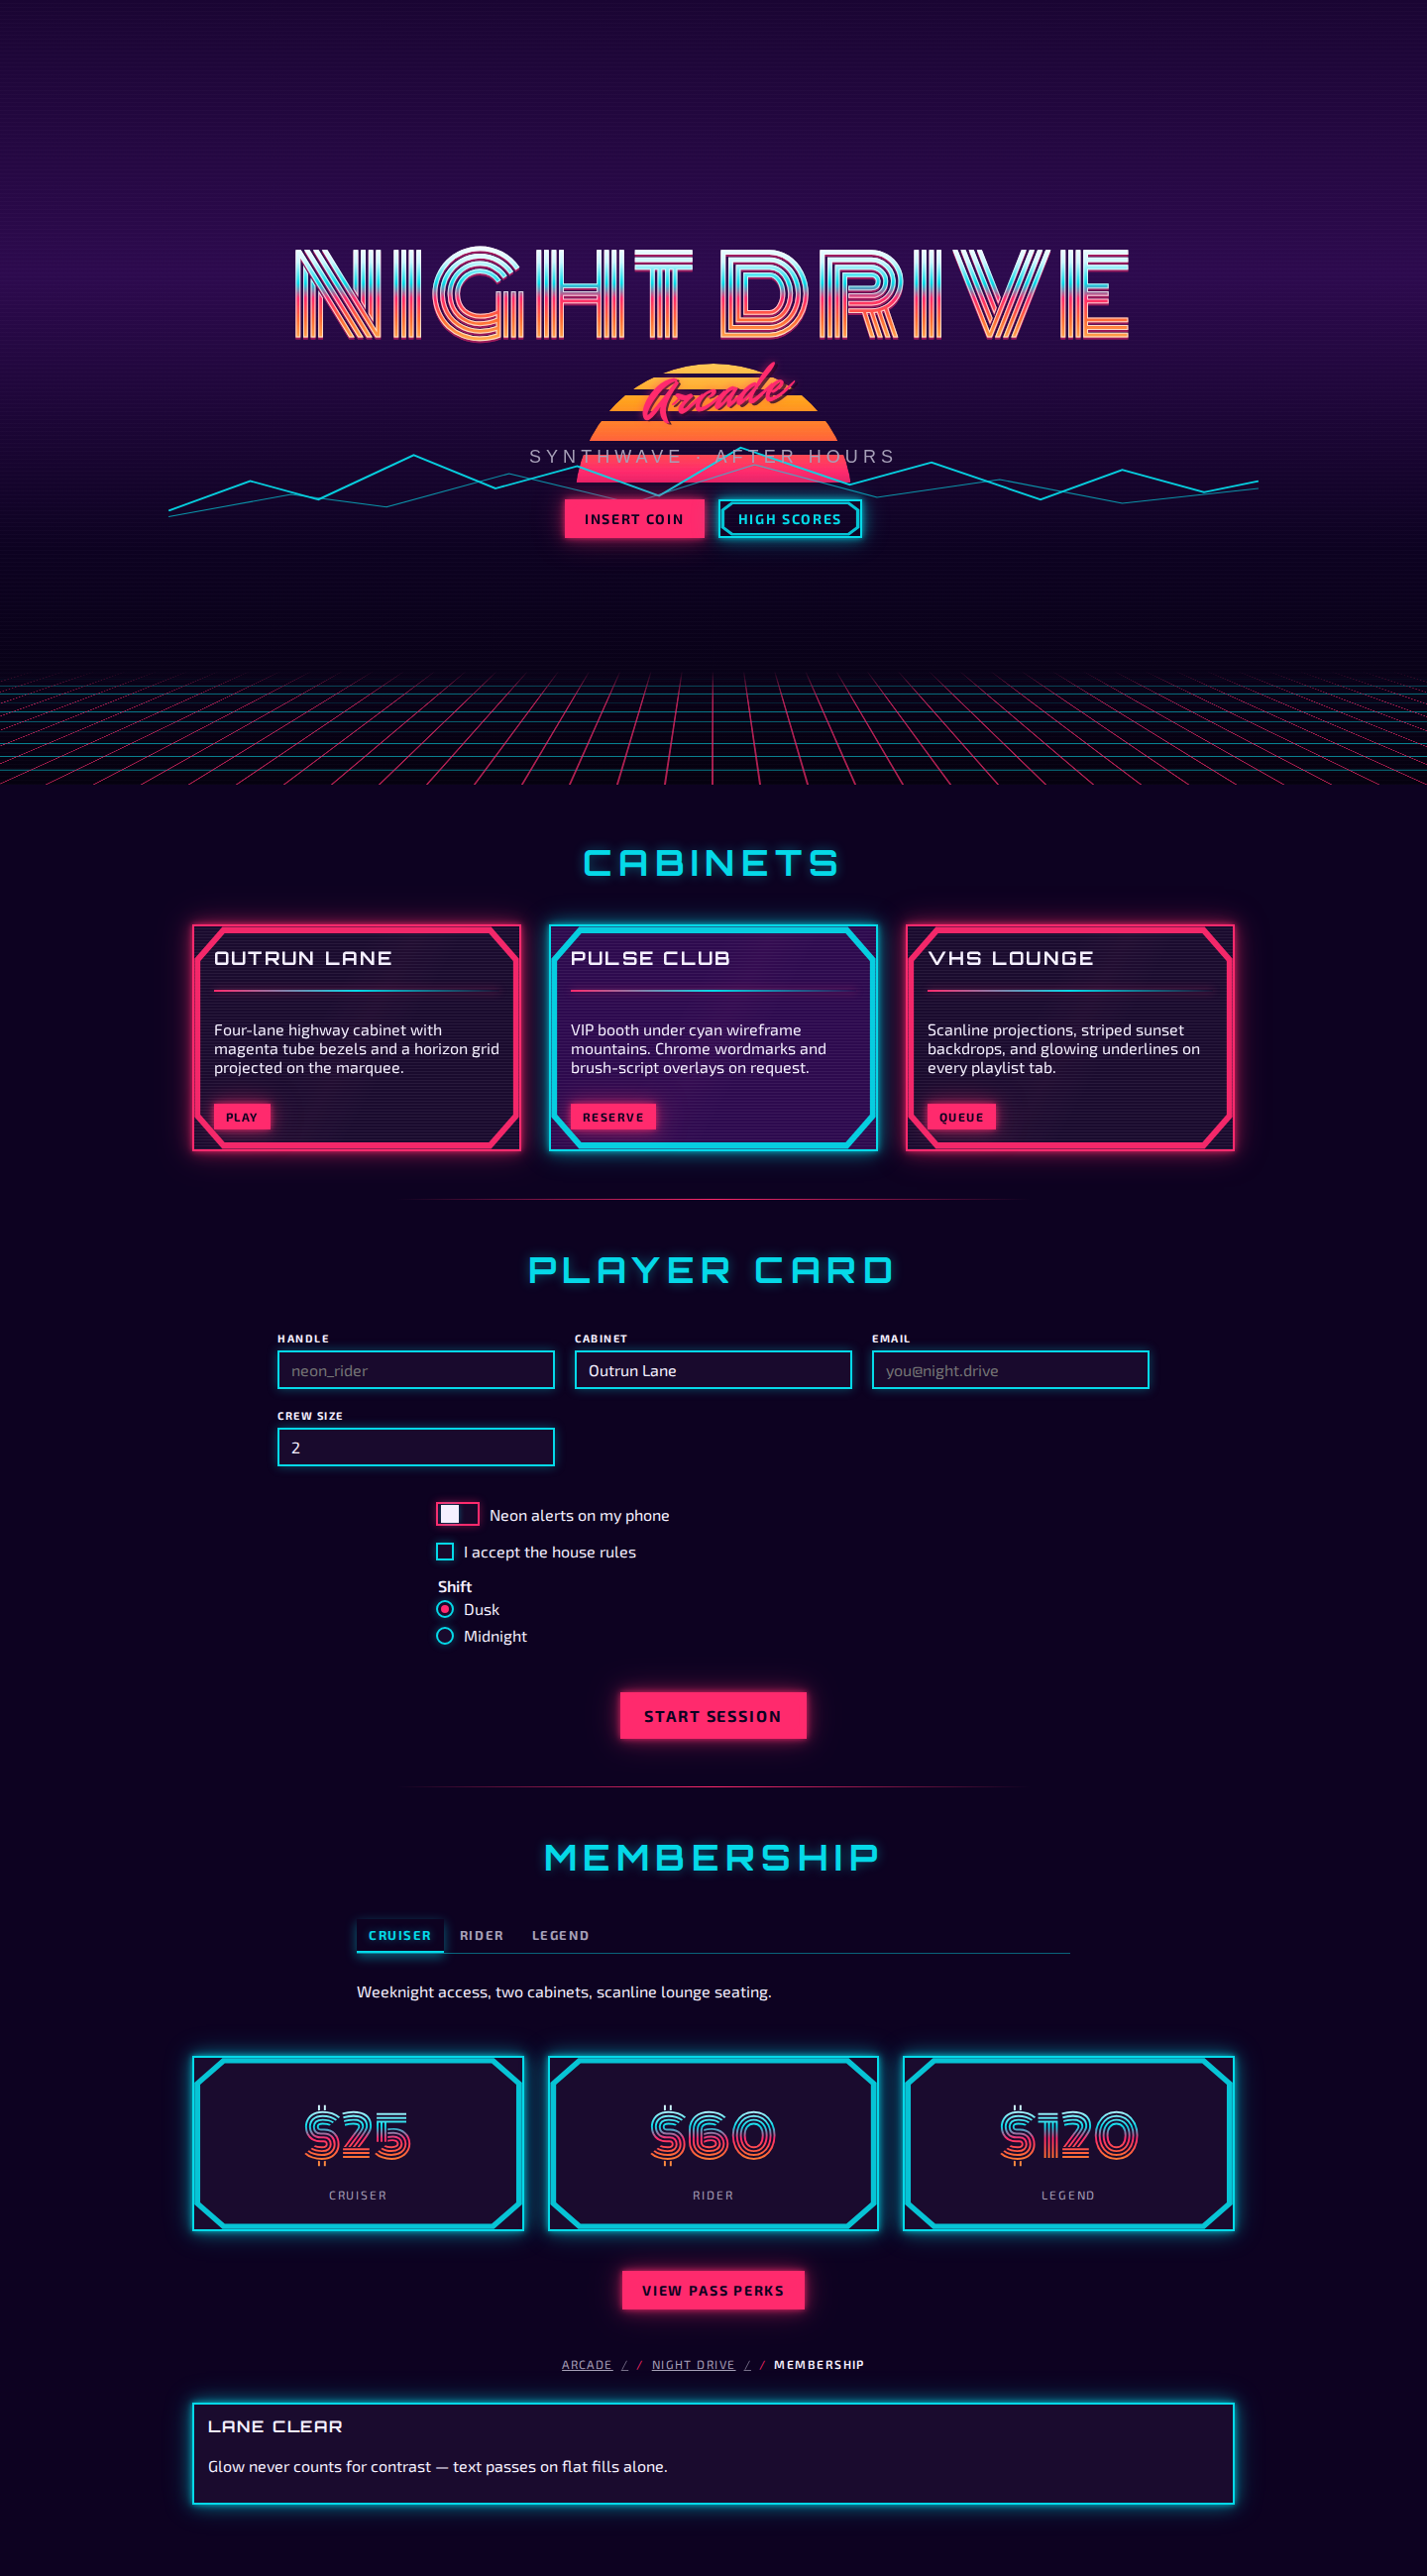 NIGHT DRIVE
Arcade
SYNTHWAVE · AFTER HOURS
INSERT COIN
HIGH SCORES
CABINETS
OUTRUN LANE
Four-lane highway cabinet with
magenta tube bezels and a horizon grid
projected on the marquee.
PLAY
PULSE CLUB
VIP booth under cyan wireframe
mountains. Chrome wordmarks and
brush-script overlays on request.
RESERVE
VHS LOUNGE
Scanline projections, striped sunset
backdrops, and glowing underlines on
every playlist tab.
QUEUE
PLAYER CARD
HANDLE
neon_rider
CABINET
Outrun Lane
EMAIL
you@night.drive
CREW SIZE
2
Neon alerts on my phone
I accept the house rules
Shift
Dusk
Midnight
START SESSION
MEMBERSHIP
CRUISER RIDER LEGEND
Weeknight access, two cabinets, scanline lounge seating.
$25
CRUISER
$60
RIDER
$120
LEGEND
VIEW PASS PERKS
ARCADE / / NIGHT DRIVE / / MEMBERSHIP
LANE CLEAR
Glow never counts for contrast — text passes on flat fills alone.